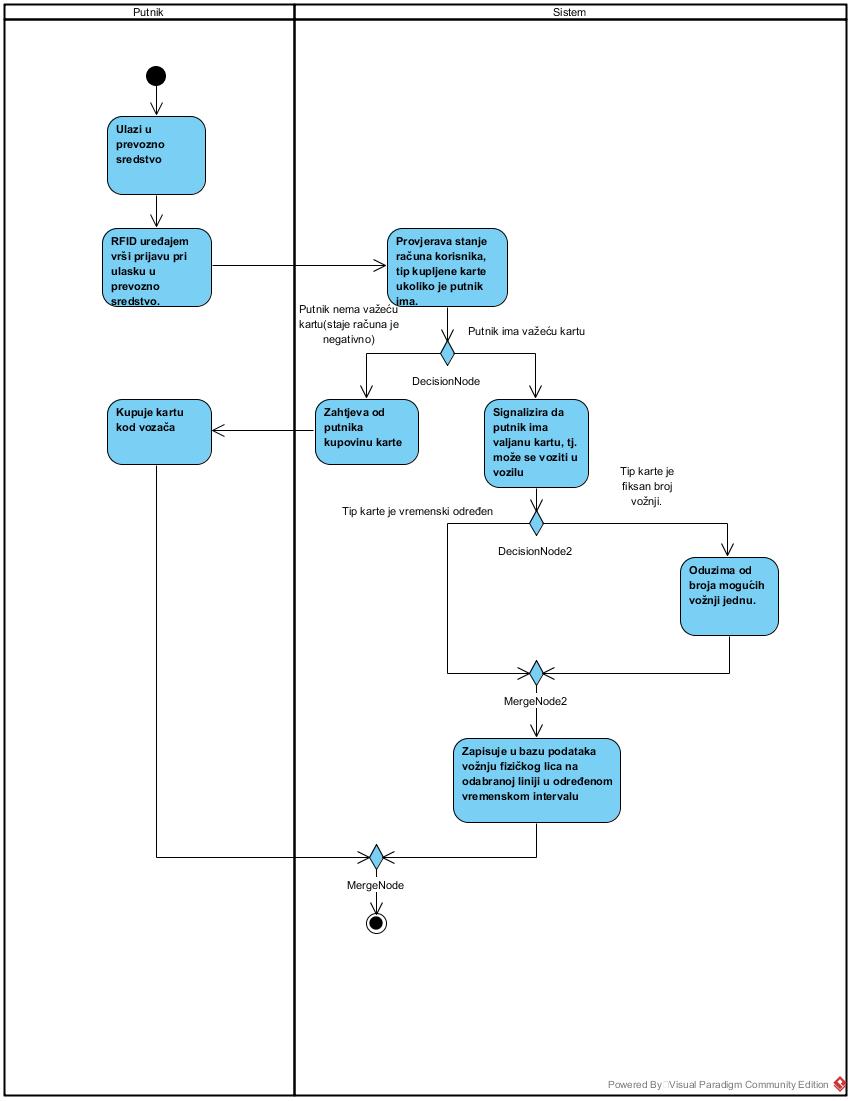 Putnik
Sistem
Ulazi u
prevozno
sredstvo
RFID uređajem
vrši prijavu pri
ulasku u
prevozno
sredstvo.
Provjerava stanje
računa korisnika,
tip kupljene karte
ukoliko je putnik
ima.
Putnik nema važeću
kartu(staje računa je
negativno)
Putnik ima važeću kartu
DecisionNode
Kupuje kartu
kod vozača
Zahtjeva od
putnika
kupovinu karte
Signalizira da
putnik ima
valjanu kartu, tj.
može se voziti u
vozilu
Tip karte je
fiksan broj
vožnji.
Tip karte je vremenski određen
DecisionNode2
Oduzima od
broja mogućih
vožnji jednu.
MergeNode2
Zapisuje u bazu podataka
vožnju fizičkog lica na
odabranoj liniji u određenom
vremenskom intervalu
MergeNode
Powered By Visual Paradigm Community Edition